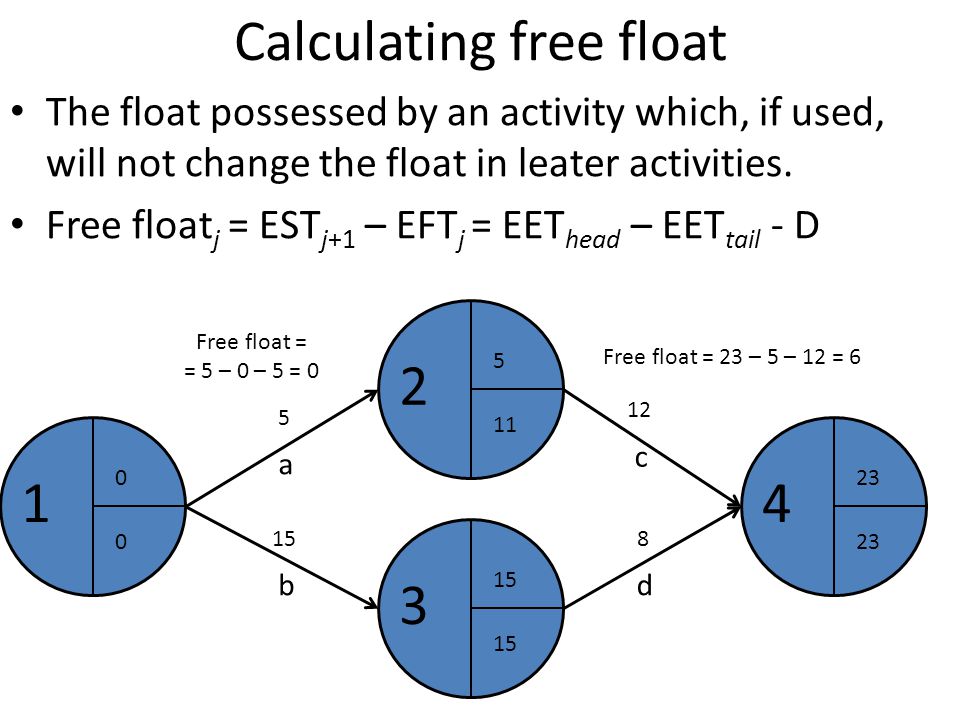 Calculating free float
• The float possessed by an activity which, if used,
will not change the float in leater activities.
• Free float j = EST j+1 – EFT j = EET head – EET tail - D
Free float =
= 5 – 0 – 5 = 0
Free float = 23 – 5 – 12 = 6
2
5
11
5
a
12
c
1
0
0
4
23
23
15
b
8
d
3
15
15